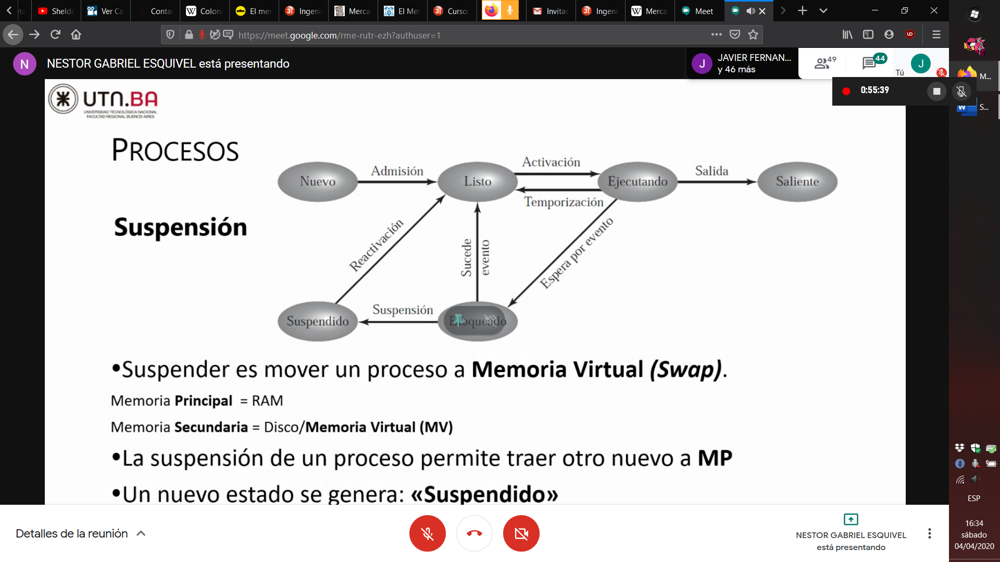 Sheldo
Ver Ca
Contac
Coloni
El mer
Ingeni
Merca
El Mer
Curso:
Invitac
Ingeni
Merca
Meet
https://meet.google.com/rme-rutr-ezh?authuser=1
N
NESTOR GABRIEL ESQUIVEL está presentando
J
JAVIER FERNAN...
y 46 más
49
44
Tú
J
M...
0:55:39
S...
UTN.BA
UNIVERSIDAD TECNOLÓGICA NACIONAL
FACULTAD REGIONAL BUENOS AIRES
PROCESOS
Suspensión
Nuevo
Admisión
Listo
Activación
Temporización
Ejecutando
Salida
Saliente
Reactivación
Sucede
evento
Espera por evento
Suspendido
Suspensión
Bloqueado
•Suspender es mover un proceso a Memoria Virtual (Swap).
Memoria Principal = RAM
Memoria Secundaria = Disco/Memoria Virtual (MV)
•La suspensión de un proceso permite traer otro nuevo a MP
•Un nuevo estado se genera: «Suspendido»
Detalles de la reunión
NESTOR GABRIEL ESQUIVEL
está presentando
ESP
16:34
sábado
04/04/2020